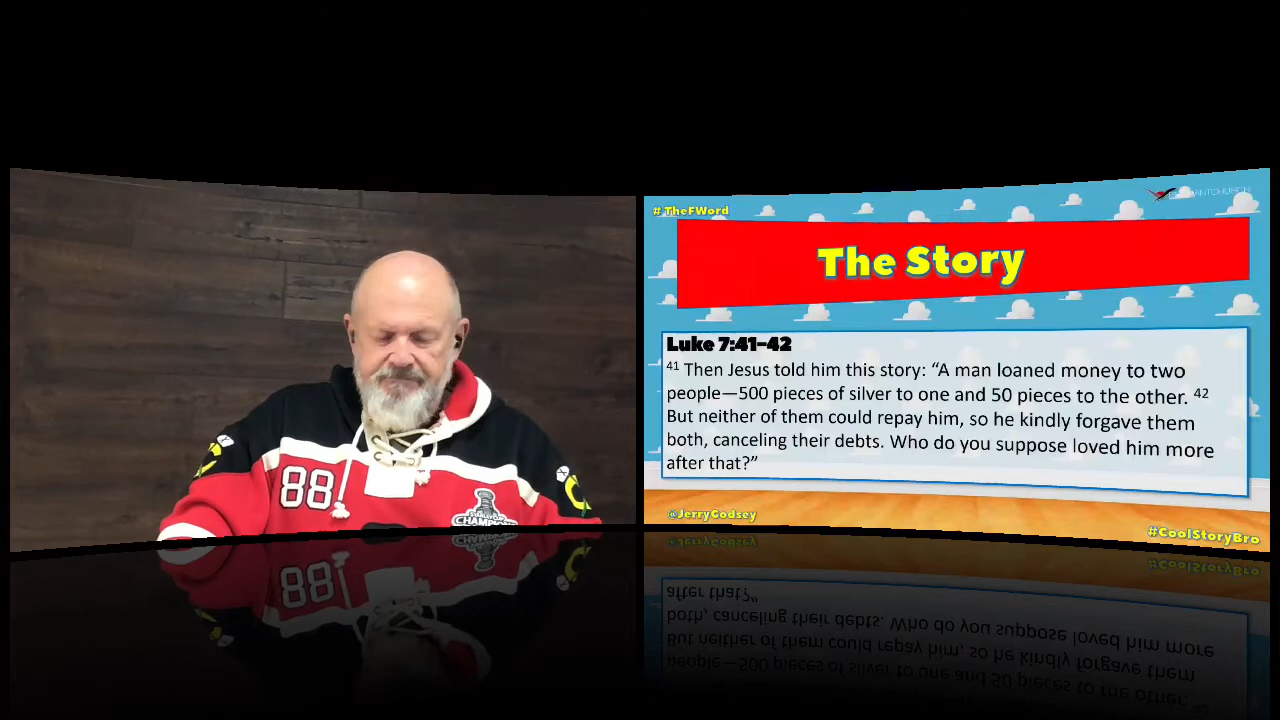 #TheFWord
The Story
Luke 7:41–42
41 Then Jesus told him this story: “A man loaned money to two
people—500 pieces of silver to one and 50 pieces to the other. 42
But neither of them could repay him, so he kindly forgave them
both, canceling their debts. Who do you suppose loved him more
after that?”
@JerryGodsey
#CoolStoryBro
88